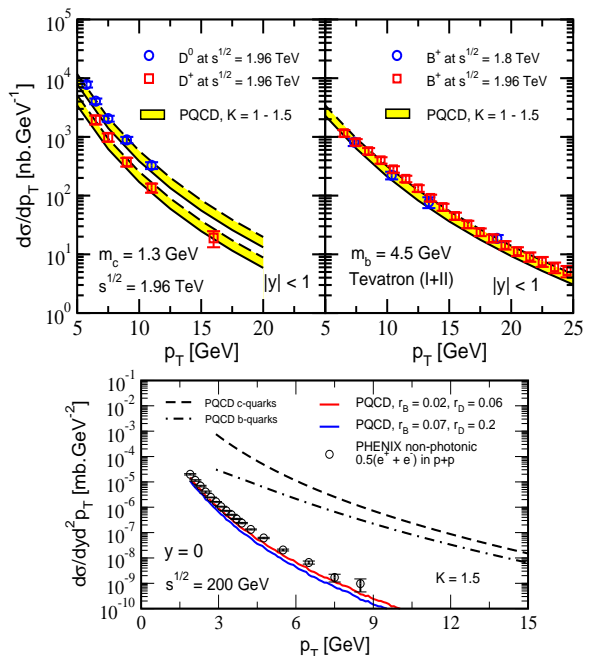 10^5
10^4
10^3
10^2
10^1
10^0
dσ/dp_T [nb.GeV^-1]
D^0 at s^1/2 = 1.96 TeV
D^+ at s^1/2 = 1.96 TeV
PQCD, K = 1 - 1.5
m_c = 1.3 GeV
s^1/2 = 1.96 TeV
|y| < 1
5 10 15 20
p_T [GeV]
B^+ at s^1/2 = 1.8 TeV
B^+ at s^1/2 = 1.96 TeV
PQCD, K = 1 - 1.5
m_b = 4.5 GeV
Tevatron (I+II)
|y| < 1
5 10 15 20 25
p_T [GeV]
10^-1
10^-2
10^-3
10^-4
10^-5
10^-6
10^-7
10^-8
10^-9
10^-10
dσ/dyd^2p_T [mb.GeV^-2]
PQCD c-quarks
PQCD b-quarks
PQCD, r_B = 0.02, r_D = 0.06
PQCD, r_B = 0.07, r_D = 0.2
PHENIX non-photonic
0.5(e^+ + e^-) in p+p
y = 0
s^1/2 = 200 GeV
K = 1.5
0 3 6 9 12 15
p_T [GeV]